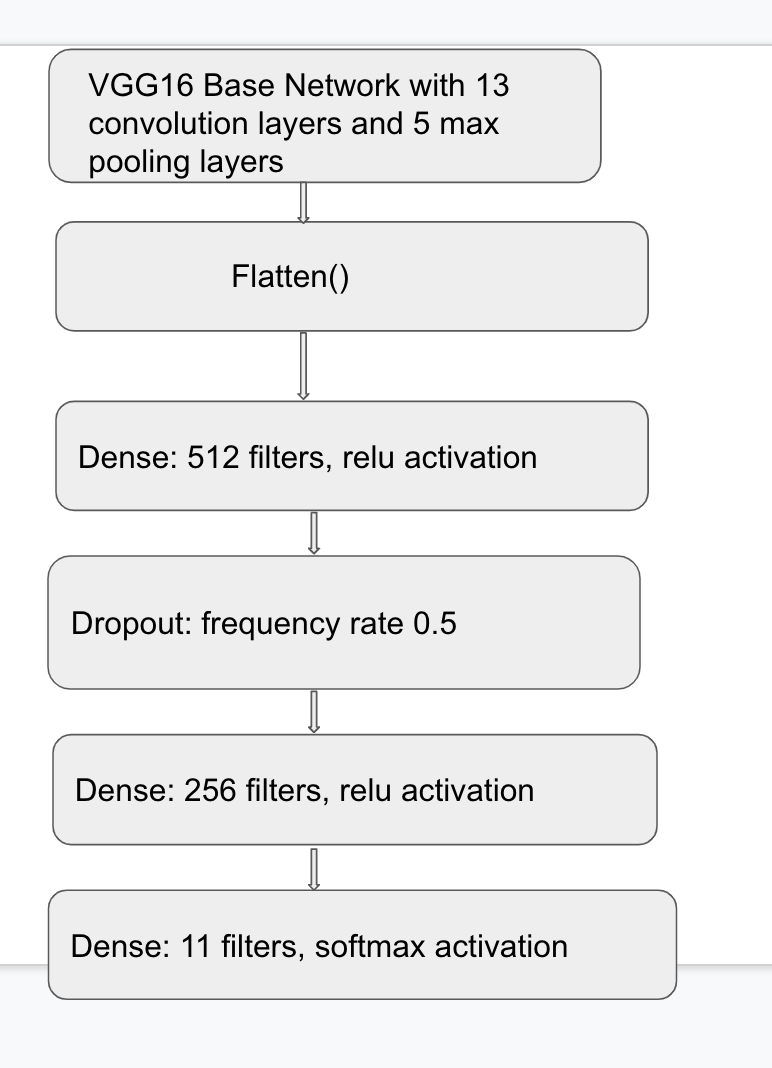 VGG16 Base Network with 13
convolution layers and 5 max
pooling layers
Flatten()
Dense: 512 filters, relu activation
Dropout: frequency rate 0.5
Dense: 256 filters, relu activation
Dense: 11 filters, softmax activation